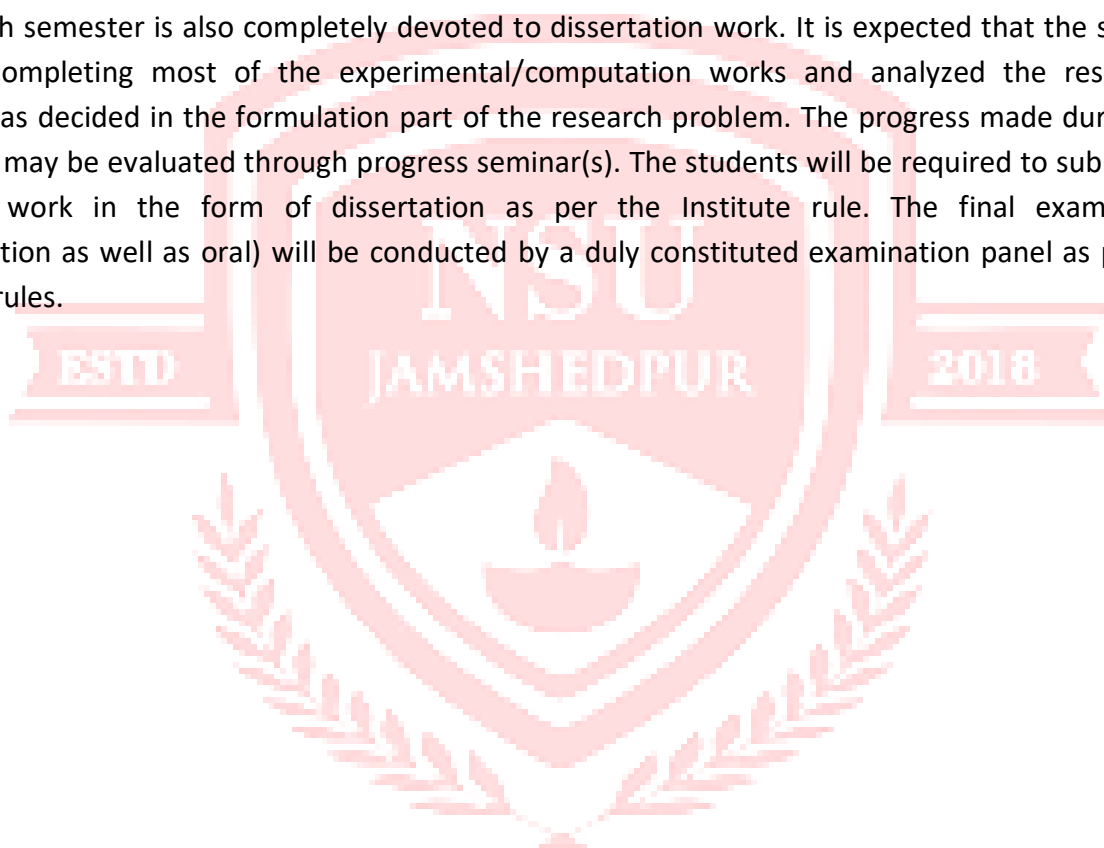 h semester is also completely devoted to dissertation work. It is expected that the s
ompleting most of the experimental/computation works and analyzed the res
as decided in the formulation part of the research problem. The progress made dur
may be evaluated through progress seminar(s). The students will be required to sub
work in the form of dissertation as per the Institute rule. The final exam
tion as well as oral) will be conducted by a duly constituted examination panel as p
rules.
NSU
ESTD JAMSHEDPUR 2018